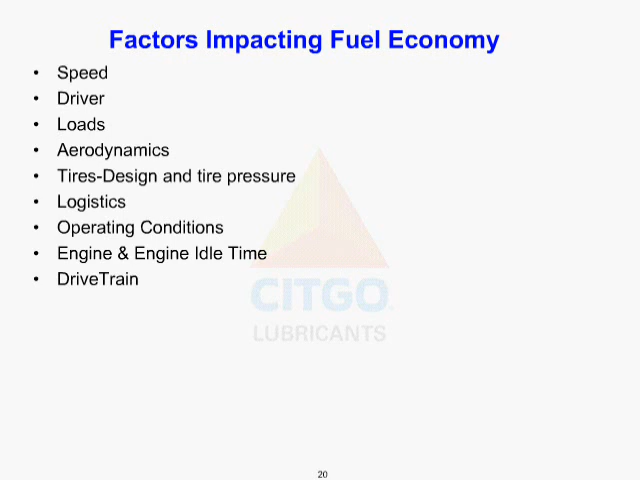 Factors Impacting Fuel Economy
• Speed
• Driver
• Loads
• Aerodynamics
• Tires-Design and tire pressure
• Logistics
• Operating Conditions
• Engine & Engine Idle Time
• DriveTrain
CITGO
LUBRICANTS
20